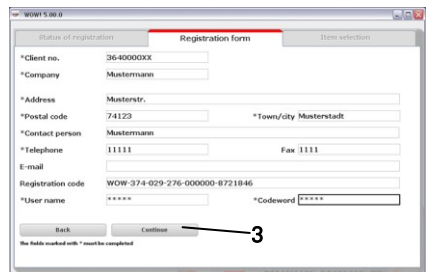 WOW! 5.00.0
Status of registration Registration form Item selection
*Client no. 3640000XX
*Company Mustermann
*Address Musterstr.
*Postal code 74123 *Town/city Musterstadt
*Contact person Mustermann
*Telephone 11111 Fax 1111
E-mail
Registration code WOW-374-029-276-000000-8721846
*User name ***** *Codeword *****
Back Continue 3
The fields marked with * must be completed